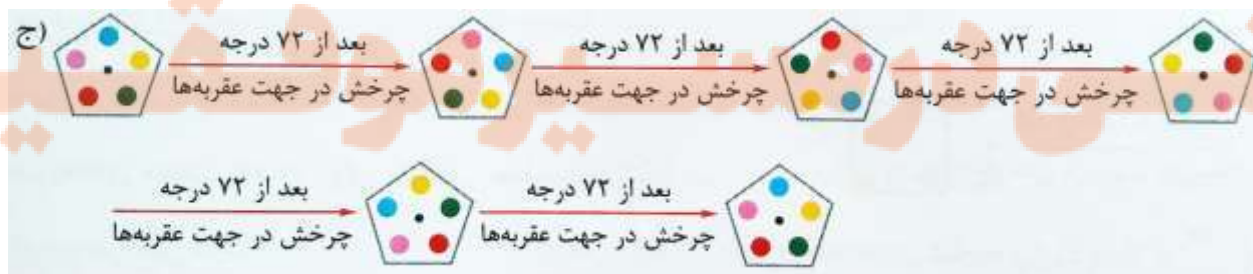 ج) بعد از ۷۲ درجه بعد از ۷۲ درجه بعد از ۷۲ درجه
چرخش در جهت عقربه‌ها چرخش در جهت عقربه‌ها چرخش در جهت عقربه‌ها
بعد از ۷۲ درجه بعد از ۷۲ درجه
چرخش در جهت عقربه‌ها چرخش در جهت عقربه‌ها